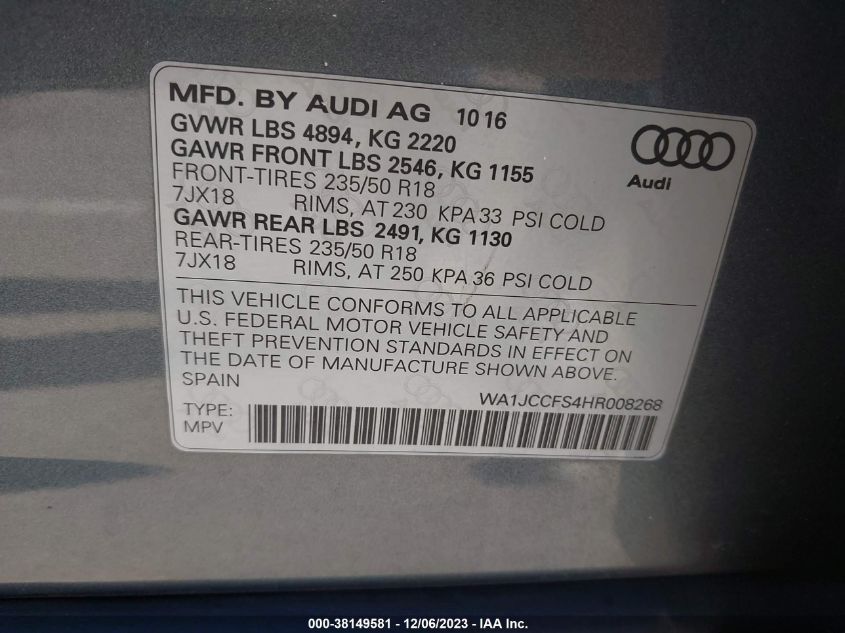 MFD. BY AUDI AG 10 16
GVWR LBS 4894, KG 2220
GAWR FRONT LBS 2546, KG 1155
FRONT-TIRES 235/50 R18
7JX18 RIMS, AT 230 KPA 33 PSI COLD
GAWR REAR LBS 2491, KG 1130
REAR-TIRES 235/50 R18
7JX18 RIMS, AT 250 KPA 36 PSI COLD
Audi
THIS VEHICLE CONFORMS TO ALL APPLICABLE
U.S. FEDERAL MOTOR VEHICLE SAFETY AND
THEFT PREVENTION STANDARDS IN EFFECT ON
THE DATE OF MANUFACTURE SHOWN ABOVE.
SPAIN
WA1JCCFS4HR008268
TYPE:
MPV
000-38149581 - 12/06/2023 - IAA Inc.